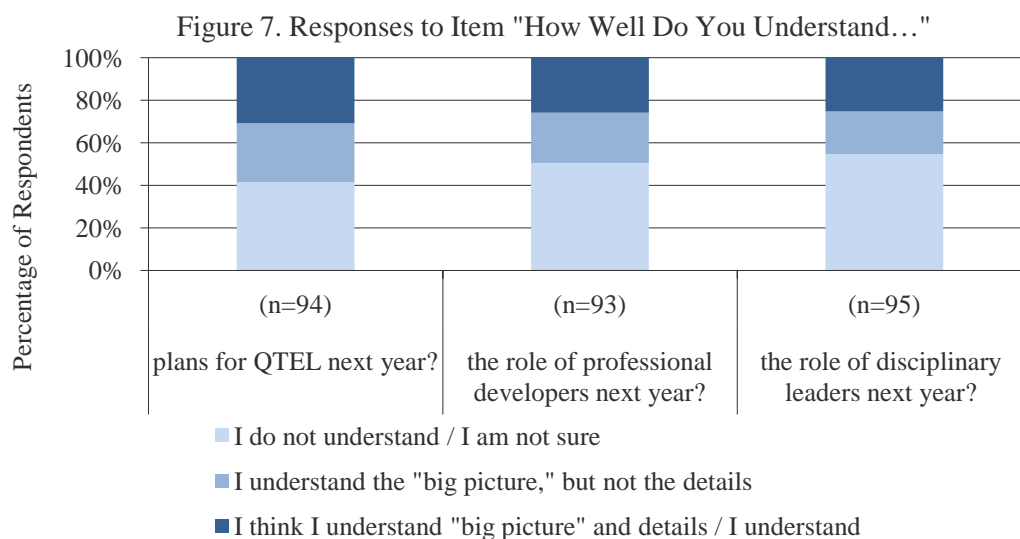 Figure 7. Responses to Item "How Well Do You Understand…"
Percentage of Respondents
100%
80%
60%
40%
20%
0%
(n=94)
(n=93)
(n=95)
plans for QTEL next year?
the role of professional
developers next year?
the role of disciplinary
leaders next year?
I do not understand / I am not sure
I understand the "big picture," but not the details
I think I understand "big picture" and details / I understand